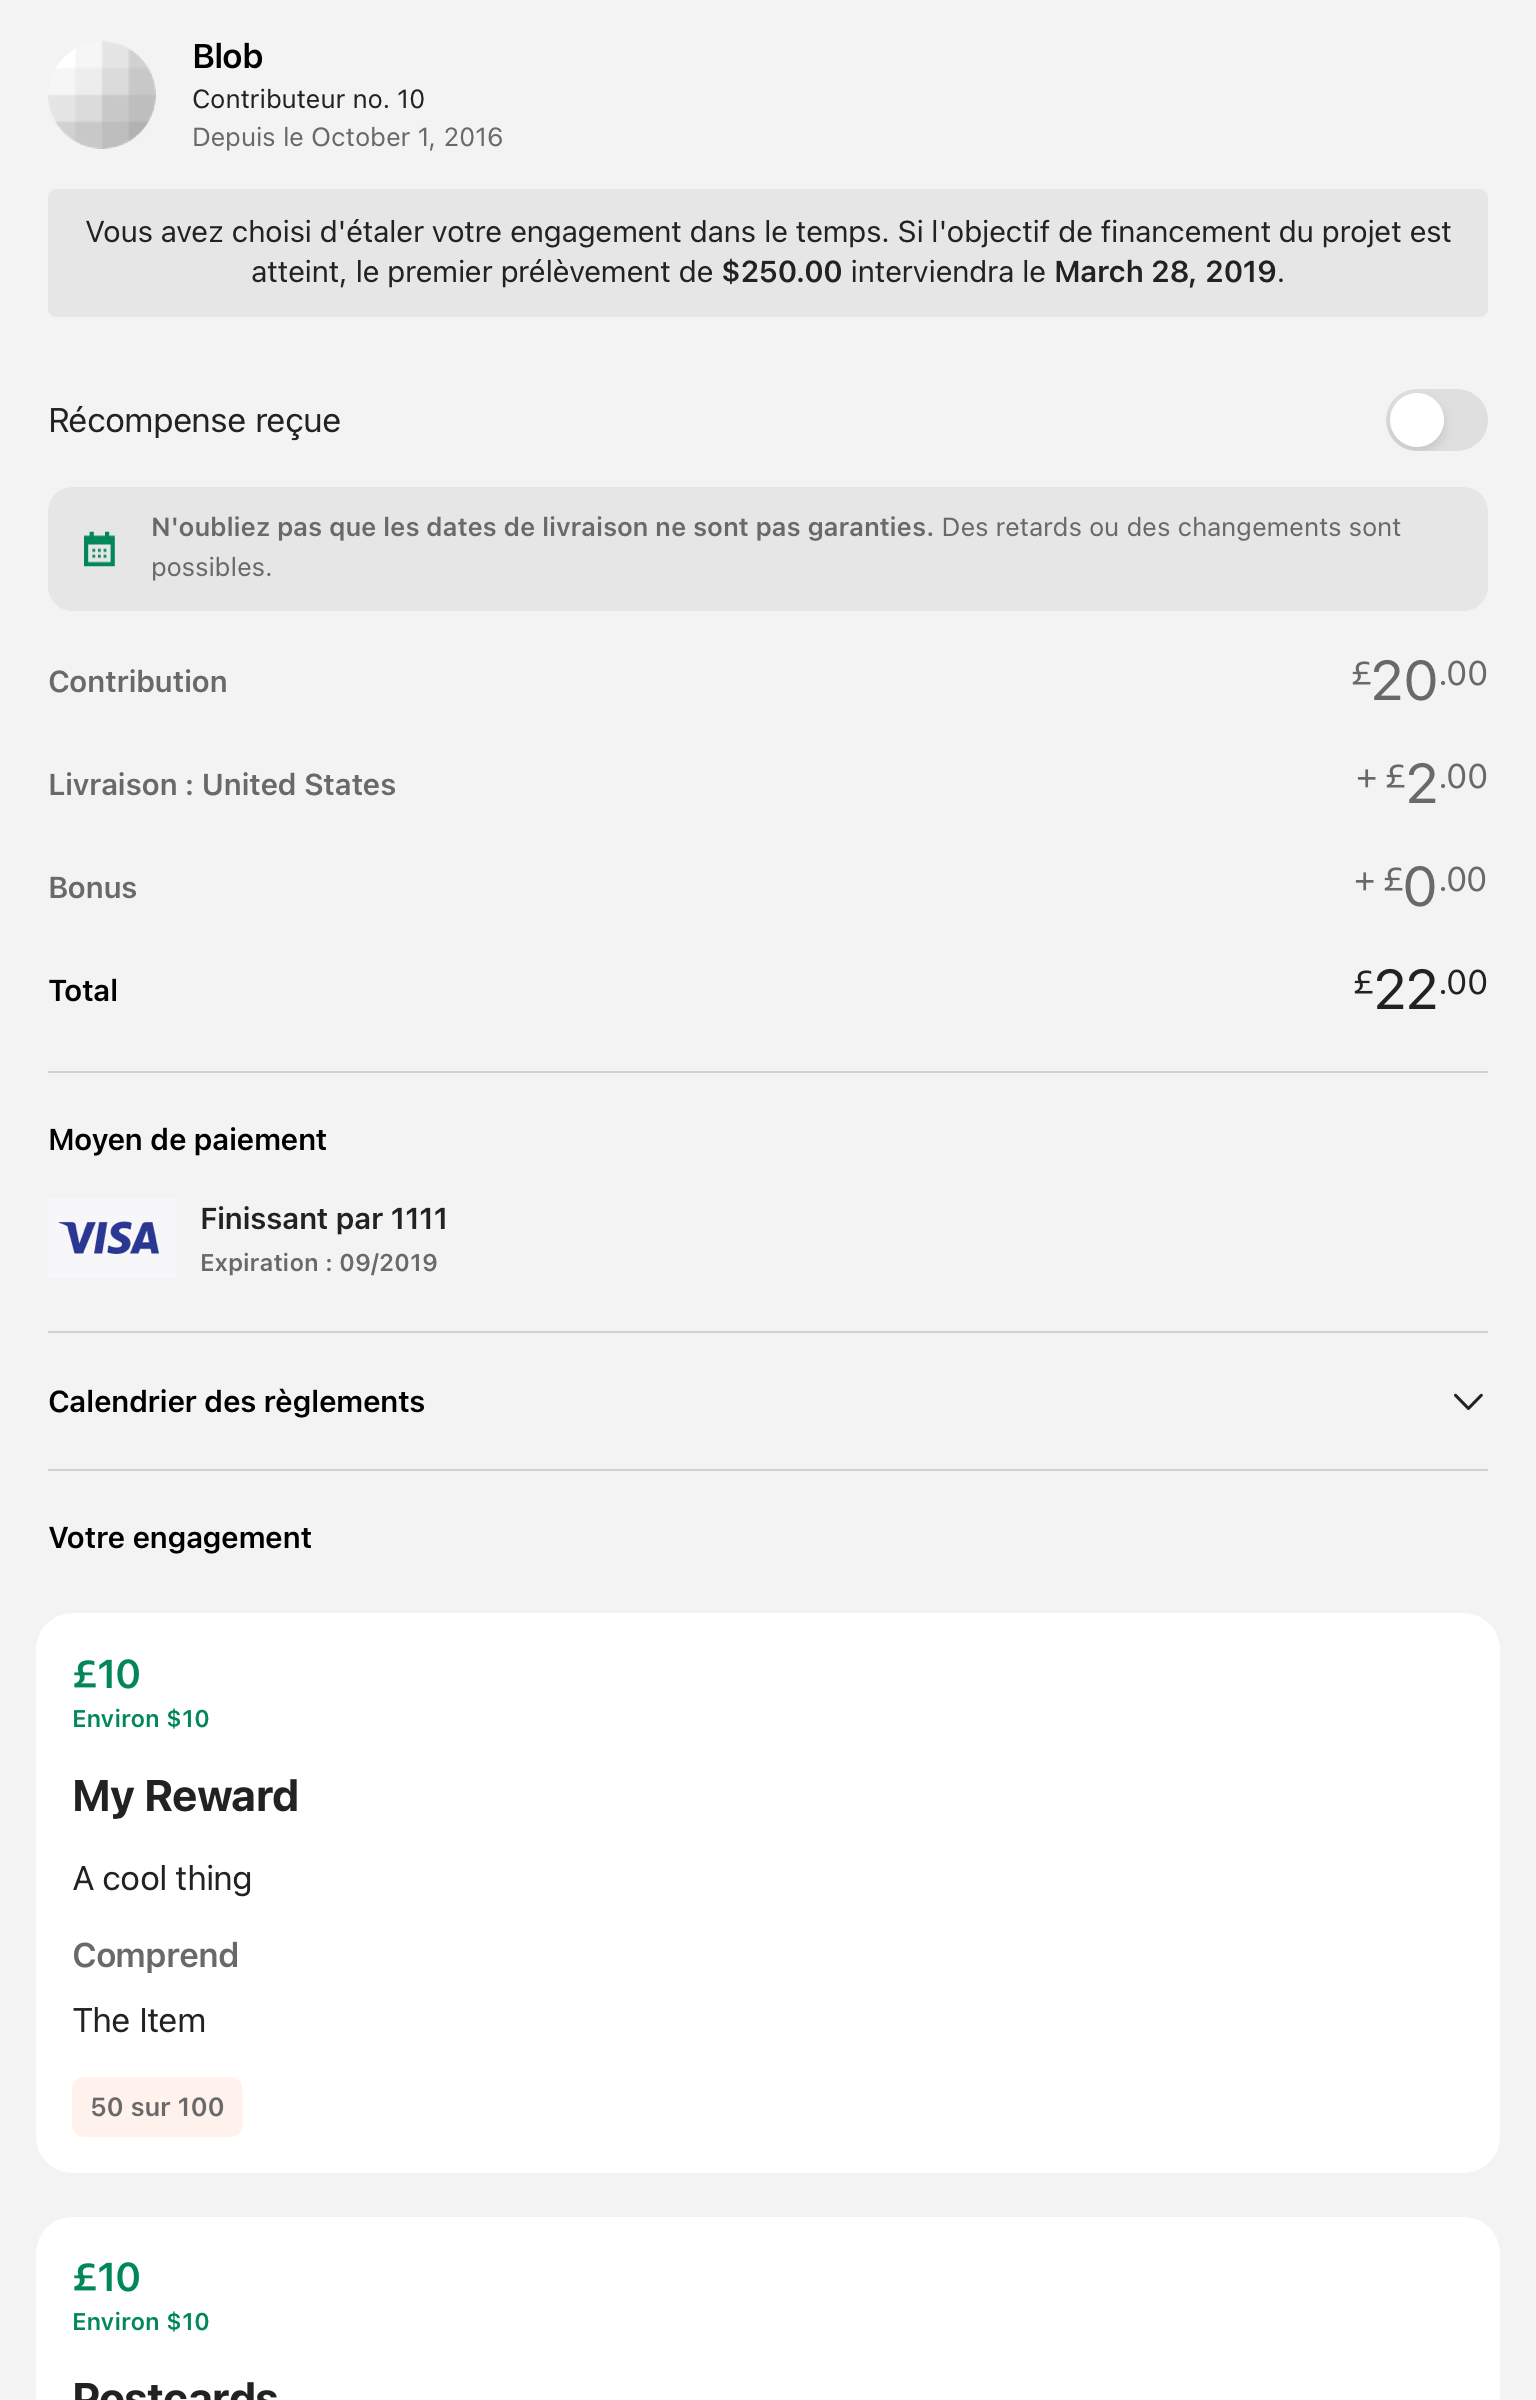 Blob
Contributeur no. 10
Depuis le October 1, 2016
Vous avez choisi d'étaler votre engagement dans le temps. Si l'objectif de financement du projet est
atteint, le premier prélèvement de $250.00 interviendra le March 28, 2019.
Récompense reçue
N'oubliez pas que les dates de livraison ne sont pas garanties. Des retards ou des changements sont
possibles.
Contribution £20.00
Livraison : United States + £2.00
Bonus + £0.00
Total £22.00
Moyen de paiement
VISA
Finissant par 1111
Expiration : 09/2019
Calendrier des règlements
Votre engagement
£10
Environ $10
My Reward
A cool thing
Comprend
The Item
50 sur 100
£10
Environ $10
Postcards